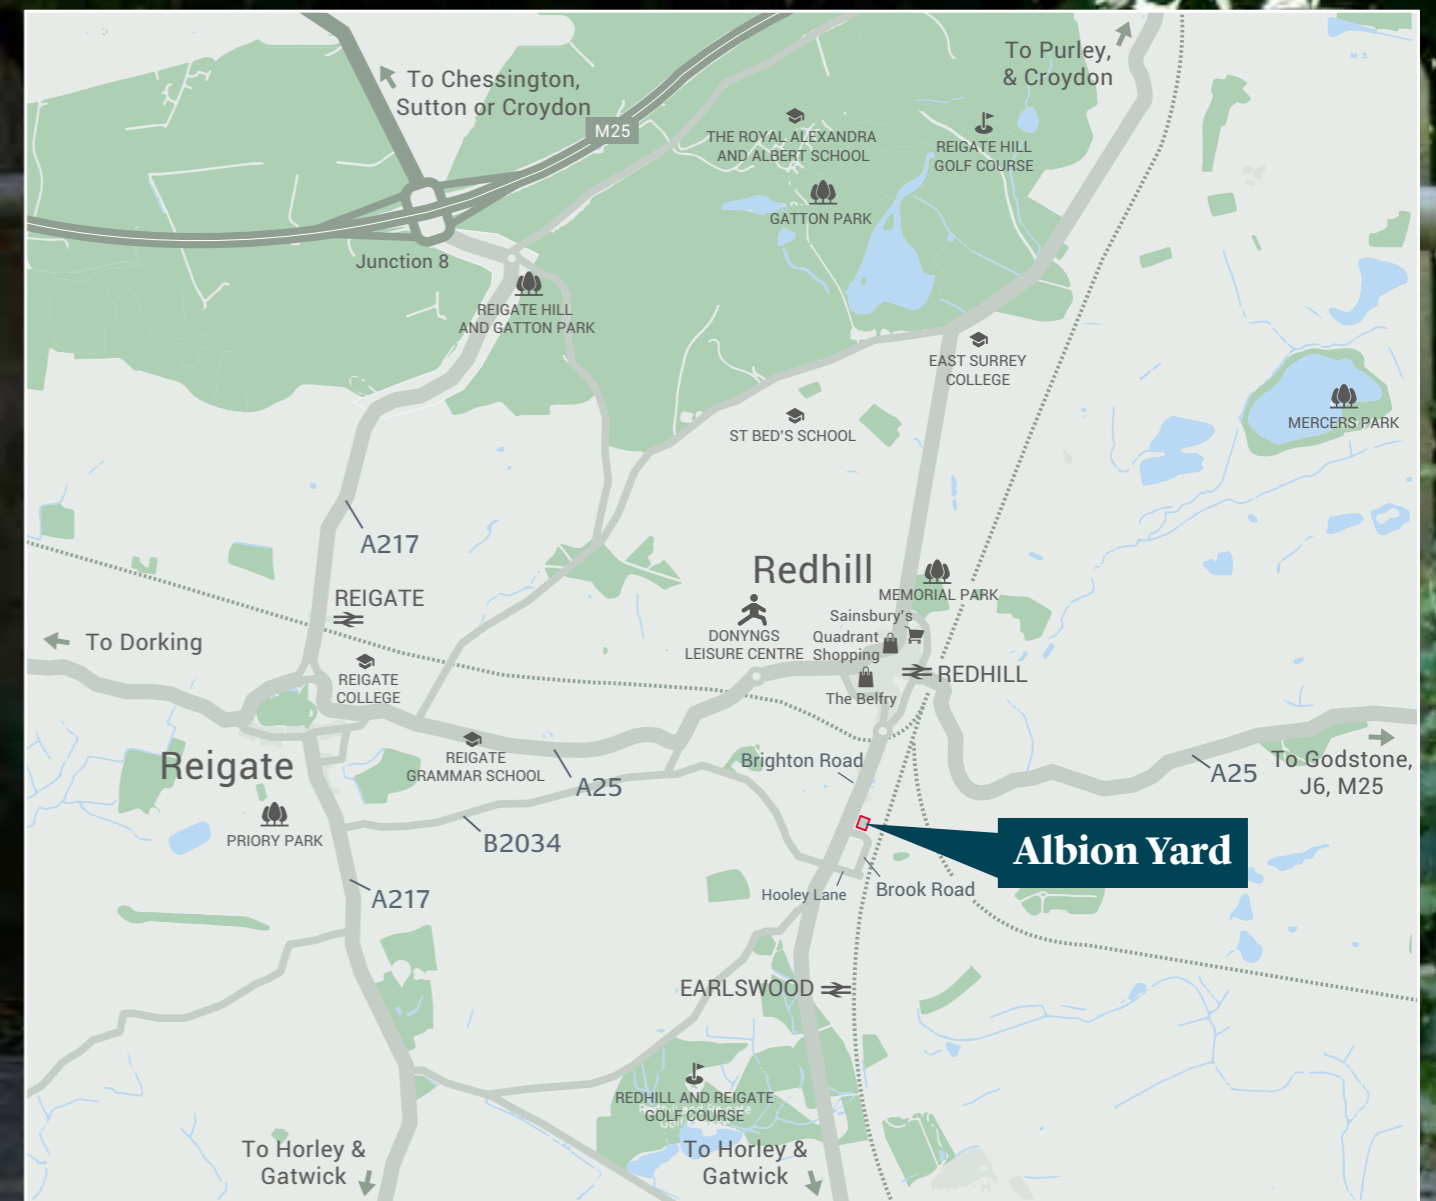 To Purley,
& Croydon
To Chessington,
Sutton or Croydon
M25
THE ROYAL ALEXANDRA
AND ALBERT SCHOOL
REIGATE HILL
GOLF COURSE
GATTON PARK
Junction 8
REIGATE HILL
AND GATTON PARK
EAST SURREY
COLLEGE
MERCERS PARK
ST BED'S SCHOOL
A217
Redhill
MEMORIAL PARK
REIGATE
Sainsbury's
To Dorking
DONYNGS
LEISURE CENTRE
Quadrant
Shopping
REDHILL
REIGATE
COLLEGE
The Belfry
Reigate
REIGATE
GRAMMAR SCHOOL
Brighton Road
A25
A25
To Godstone,
J6, M25
PRIORY PARK
B2034
Albion Yard
A217
Hooley Lane
Brook Road
EARLSWOOD
REDHILL AND REIGATE
GOLF COURSE
To Horley &
Gatwick
To Horley &
Gatwick